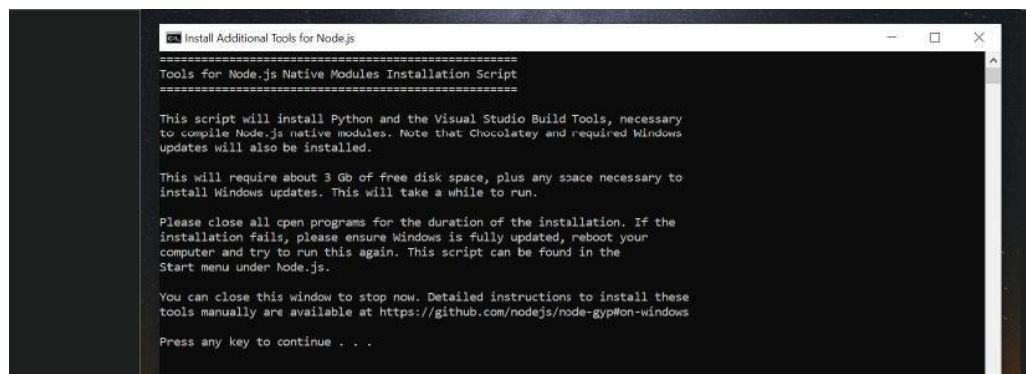 Install Additional Tools for Node.js
====================================================
Tools for Node.js Native Modules Installation Script
====================================================
This script will install Python and the Visual Studio Build Tools, necessary
to compile Node.js native modules. Note that Chocolatey and required Windows
updates will also be installed.
This will require about 3 Gb of free disk space, plus any space necessary to
install Windows updates. This will take a while to run.
Please close all open programs for the duration of the installation. If the
installation fails, please ensure Windows is fully updated, reboot your
computer and try to run this again. This script can be found in the
Start menu under Node.js.
You can close this window to stop now. Detailed instructions to install these
tools manually are available at https://github.com/nodejs/node-gyp#on-windows
Press any key to continue . . .